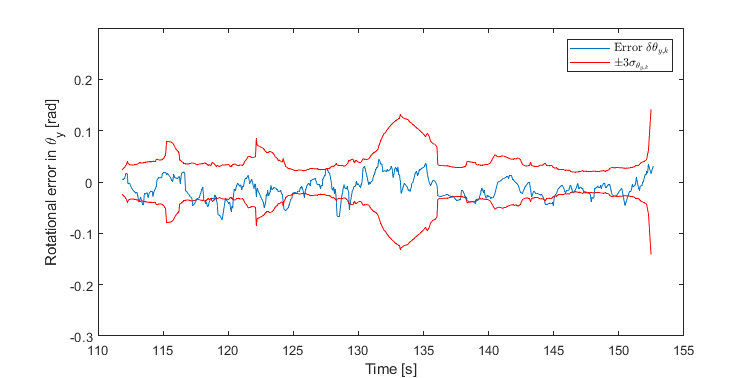 Error δθ_{y,k}
±3σ_{θ_{y,k}}
0.2
0.1
0
-0.1
-0.2
-0.3
Rotational error in θ_y [rad]
110 115 120 125 130 135 140 145 150 155
Time [s]